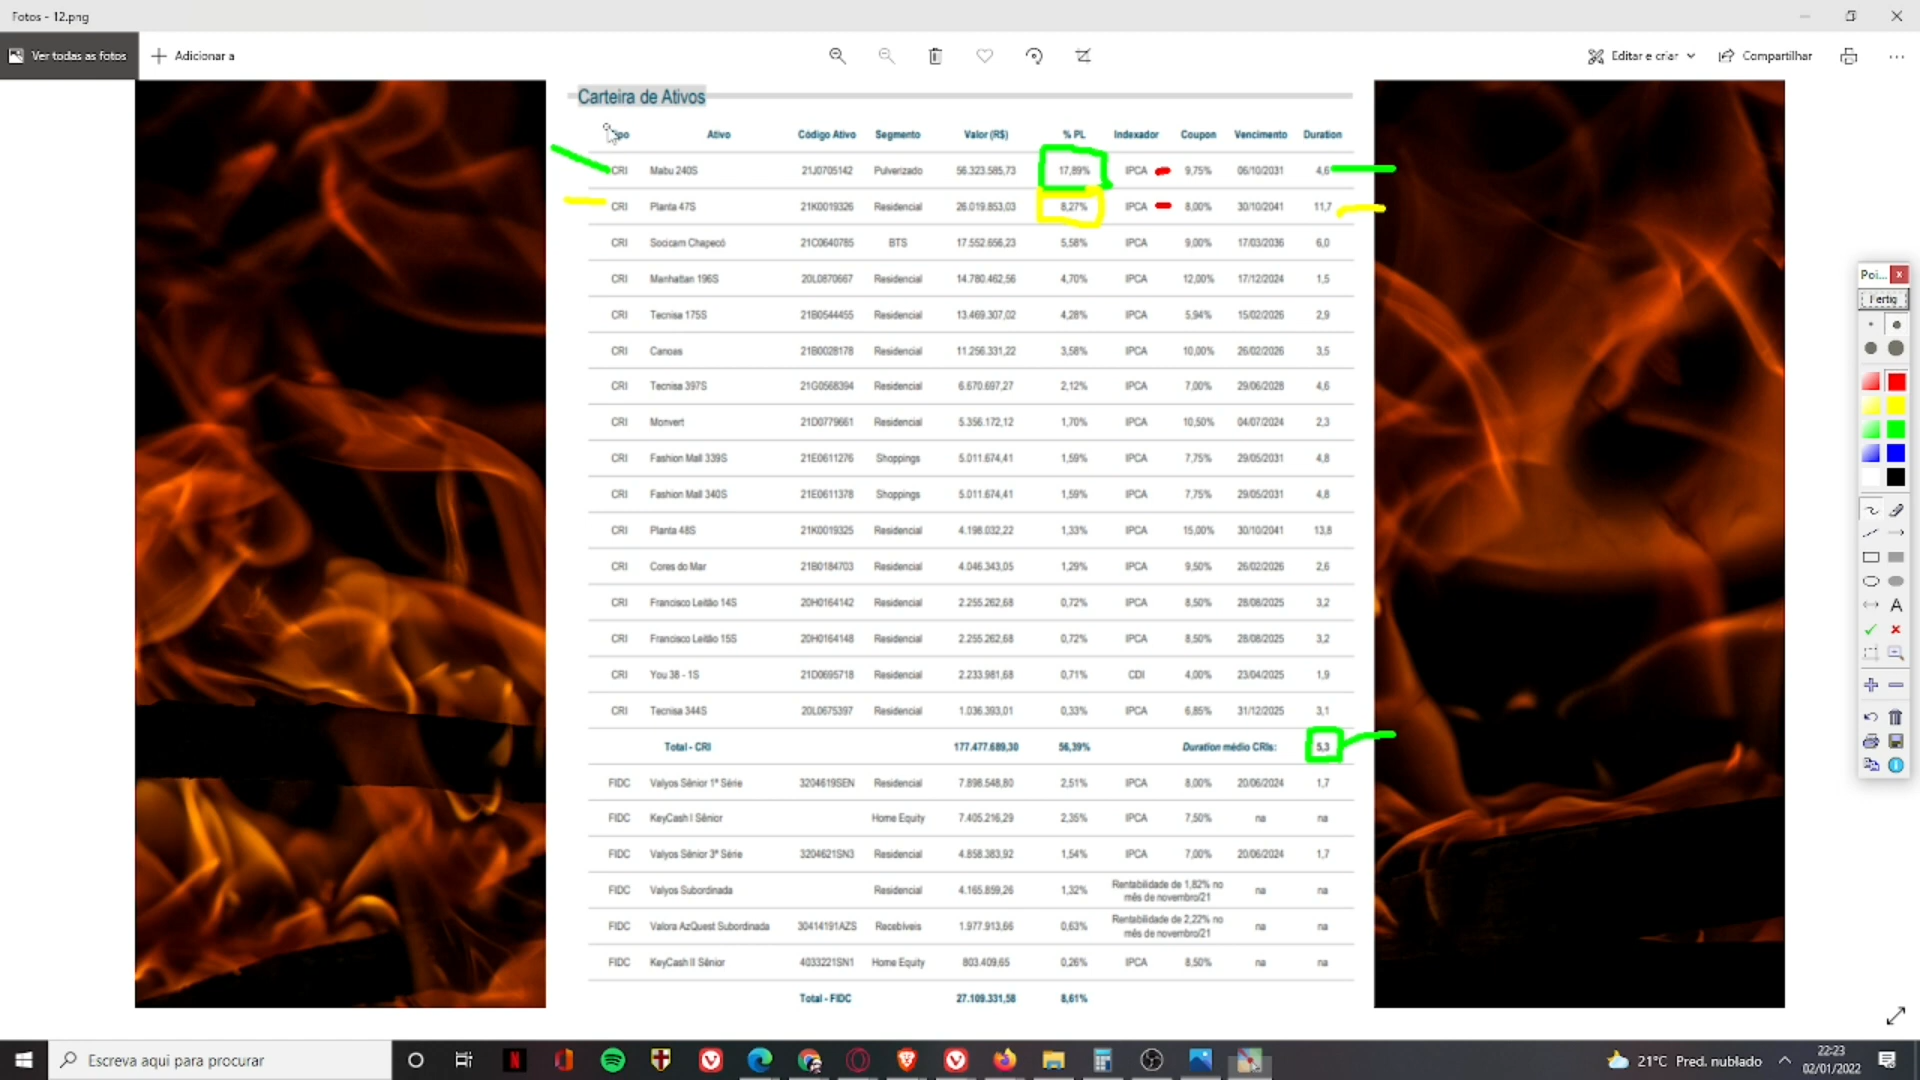 Fotos - 12.png
Ver todas as fotos
Adicionar a
Editar e criar
Compartilhar
Carteira de Ativos
Ativo Código Ativo Segmento Valor (R$) % PL Indexador Coupon Vencimento Duration
CRI Mabu 240S 21J0705142 Pulverizado 56.323.585,73 17,89% IPCA 9,75% 06/10/2031 4,6
CRI Planta 47S 21K0019326 Residencial 26.019.853,03 8,27% IPCA 8,00% 30/10/2041 11,7
CRI Socicam Chapecó 21C0640785 BTS 17.552.656,23 5,58% IPCA 9,00% 17/03/2036 6,0
CRI Manhattan 196S 20L0870667 Residencial 14.780.462,56 4,70% IPCA 12,00% 17/12/2024 1,5
CRI Tecnisa 175S 21B0544455 Residencial 13.469.307,02 4,28% IPCA 5,94% 15/02/2026 2,9
CRI Canoas 21B0028178 Residencial 11.256.331,22 3,58% IPCA 10,00% 26/02/2026 3,5
CRI Tecnisa 397S 21G0568394 Residencial 6.670.697,27 2,12% IPCA 7,00% 29/06/2028 4,6
CRI Monvert 21D0779661 Residencial 5.356.172,12 1,70% IPCA 10,50% 04/07/2024 2,3
CRI Fashion Mall 339S 21E0611276 Shoppings 5.011.674,41 1,59% IPCA 7,75% 29/05/2031 4,8
CRI Fashion Mall 340S 21E0611378 Shoppings 5.011.674,41 1,59% IPCA 7,75% 29/05/2031 4,8
CRI Planta 48S 21K0019325 Residencial 4.198.032,22 1,33% IPCA 15,00% 30/10/2041 13,8
CRI Cores do Mar 21B0184703 Residencial 4.046.343,05 1,29% IPCA 9,50% 26/02/2026 2,6
CRI Francisco Leitão 14S 20H0164142 Residencial 2.255.262,68 0,72% IPCA 8,50% 28/08/2025 3,2
CRI Francisco Leitão 15S 20H0164148 Residencial 2.255.262,68 0,72% IPCA 8,50% 28/08/2025 3,2
CRI You 38 - 1S 21D0695718 Residencial 2.233.981,68 0,71% CDI 4,00% 23/04/2025 1,9
CRI Tecnisa 344S 20L0675397 Residencial 1.036.393,01 0,33% IPCA 6,85% 31/12/2025 3,1
Total - CRI 177.477.689,30 56,39% Duration médio CRIs: 5,3
FIDC Valyos Sênior 1ª Série 3204619SEN Residencial 7.898.548,80 2,51% IPCA 8,00% 20/06/2024 1,7
FIDC KeyCash I Sênior Home Equity 7.405.216,29 2,35% IPCA 7,50% na na
FIDC Valyos Sênior 3ª Série 3204621SN3 Residencial 4.858.383,92 1,54% IPCA 7,00% 20/06/2024 1,7
FIDC Valyos Subordinada Residencial 4.165.859,26 1,32% Rentabilidade de 1,82% no mês de novembro/21 na na
FIDC Valora AzQuest Subordinada 30414191AZS Recebíveis 1.977.913,66 0,63% Rentabilidade de 2,22% no mês de novembro/21 na na
FIDC KeyCash II Sênior 4033221SN1 Home Equity 803.409,65 0,26% IPCA 8,50% na na
Total - FIDC 27.109.331,58 8,61%
Poi...
Fertig
Escreva aqui para procurar
21°C Pred. nublado
22:23
02/01/2022